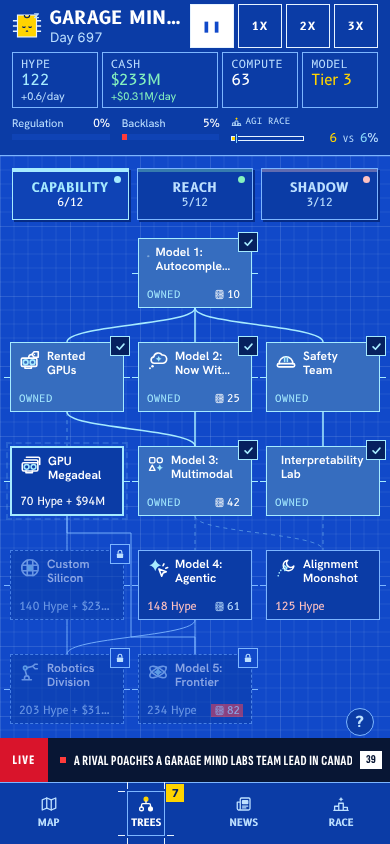 GARAGE MIN...
Day 697
1X
2X
3X
HYPE
122
+0.6/day
CASH
$233M
+$0.31M/day
COMPUTE
63
MODEL
Tier 3
Regulation 0%
Backlash 5%
AGI RACE
6 VS 6%
CAPABILITY
6/12
REACH
5/12
SHADOW
3/12
Model 1:
Autocomple...
OWNED 10
Rented
GPUs
OWNED
Model 2:
Now Wit...
OWNED 25
Safety
Team
OWNED
GPU
Megadeal
70 Hype + $94M
Model 3:
Multimodal
OWNED 42
Interpretability
Lab
OWNED
Custom
Silicon
140 Hype + $23...
Model 4:
Agentic
148 Hype 61
Alignment
Moonshot
125 Hype
Robotics
Division
203 Hype + $31...
Model 5:
Frontier
234 Hype 82
?
LIVE
A RIVAL POACHES A GARAGE MIND LABS TEAM LEAD IN CANAD
39
7
MAP
TREES
NEWS
RACE